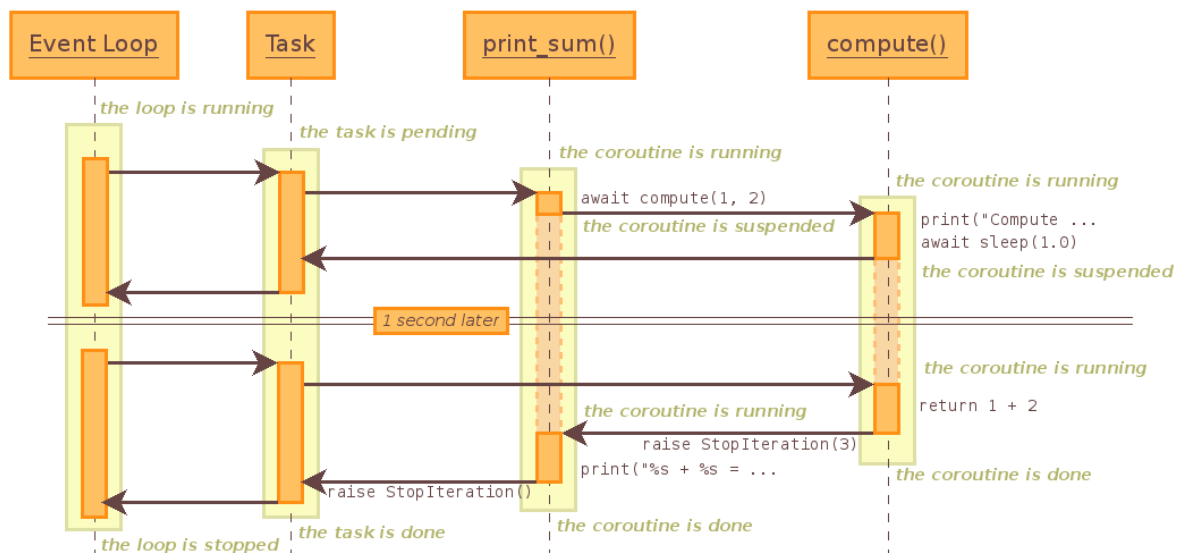 Event Loop
Task
print_sum()
compute()
the loop is running
the task is pending
the coroutine is running
the coroutine is running
await compute(1, 2)
print("Compute ...
the coroutine is suspended
await sleep(1.0)
the coroutine is suspended
1 second later
the coroutine is running
return 1 + 2
the coroutine is running
raise StopIteration(3)
print("%s + %s = ...
the coroutine is done
raise StopIteration()
the coroutine is done
the task is done
the loop is stopped